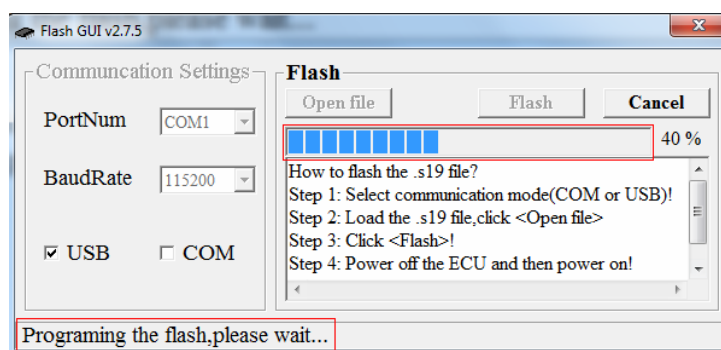 Flash GUI v2.7.5
Communcation Settings
PortNum
COM1
BaudRate
115200
USB
COM
Flash
Open file
Flash
Cancel
40 %
How to flash the .s19 file?
Step 1: Select communication mode(COM or USB)!
Step 2: Load the .s19 file,click <Open file>
Step 3: Click <Flash>!
Step 4: Power off the ECU and then power on!
Programing the flash,please wait...